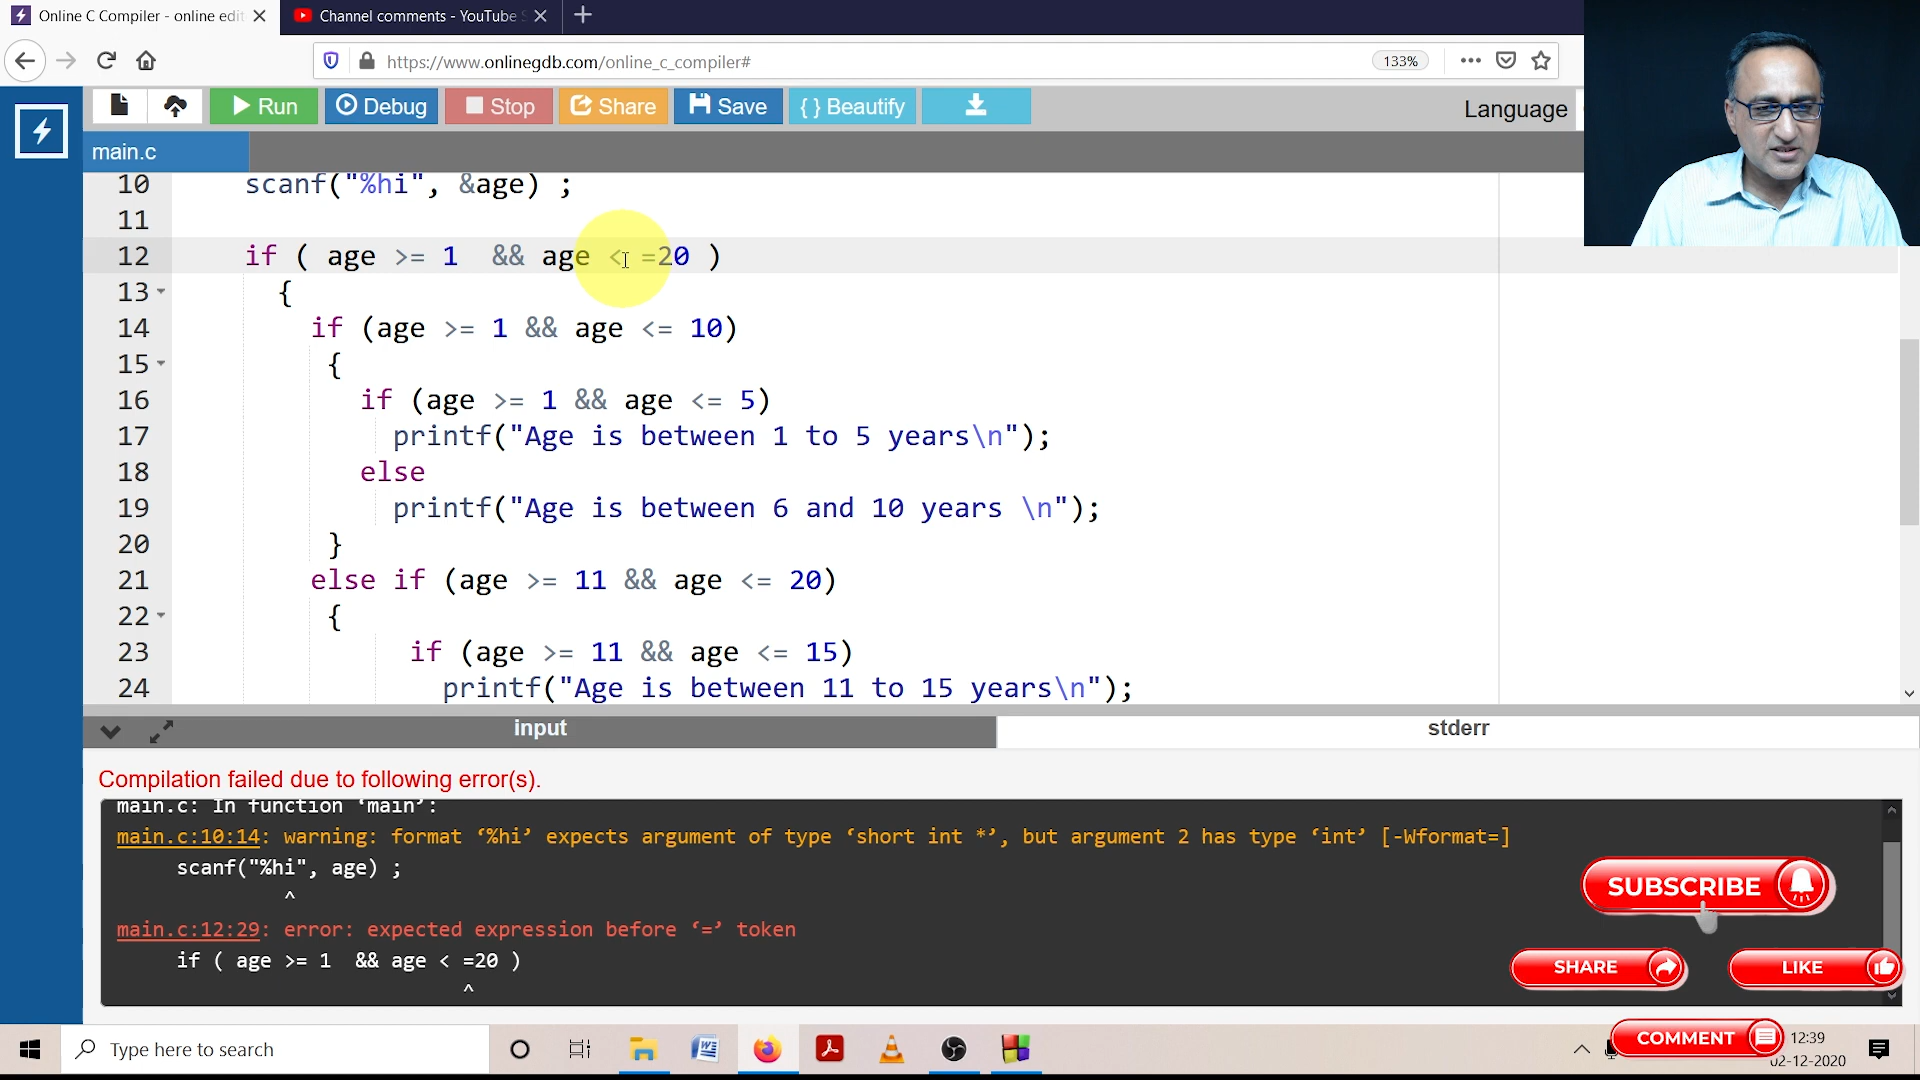 Online C Compiler - online edit
Channel comments - YouTube S
https://www.onlinegdb.com/online_c_compiler#
133%
Run
Debug
Stop
Share
Save
{ } Beautify
Language
main.c
10 scanf("%hi", &age) ;
11
12 if ( age >= 1  && age < =20 )
13 {
14 if (age >= 1 && age <= 10)
15 {
16 if (age >= 1 && age <= 5)
17 printf("Age is between 1 to 5 years\n");
18 else
19 printf("Age is between 6 and 10 years \n");
20 }
21 else if (age >= 11 && age <= 20)
22 {
23 if (age >= 11 && age <= 15)
24 printf("Age is between 11 to 15 years\n");
input
stderr
Compilation failed due to following error(s).
main.c: In function ‘main’:
main.c:10:14: warning: format ‘%hi’ expects argument of type ‘short int *’, but argument 2 has type ‘int’ [-Wformat=]
scanf("%hi", age) ;
^
main.c:12:29: error: expected expression before ‘=’ token
if ( age >= 1  && age < =20 )
^
SUBSCRIBE
SHARE
LIKE
COMMENT
Type here to search
12:39
02-12-2020